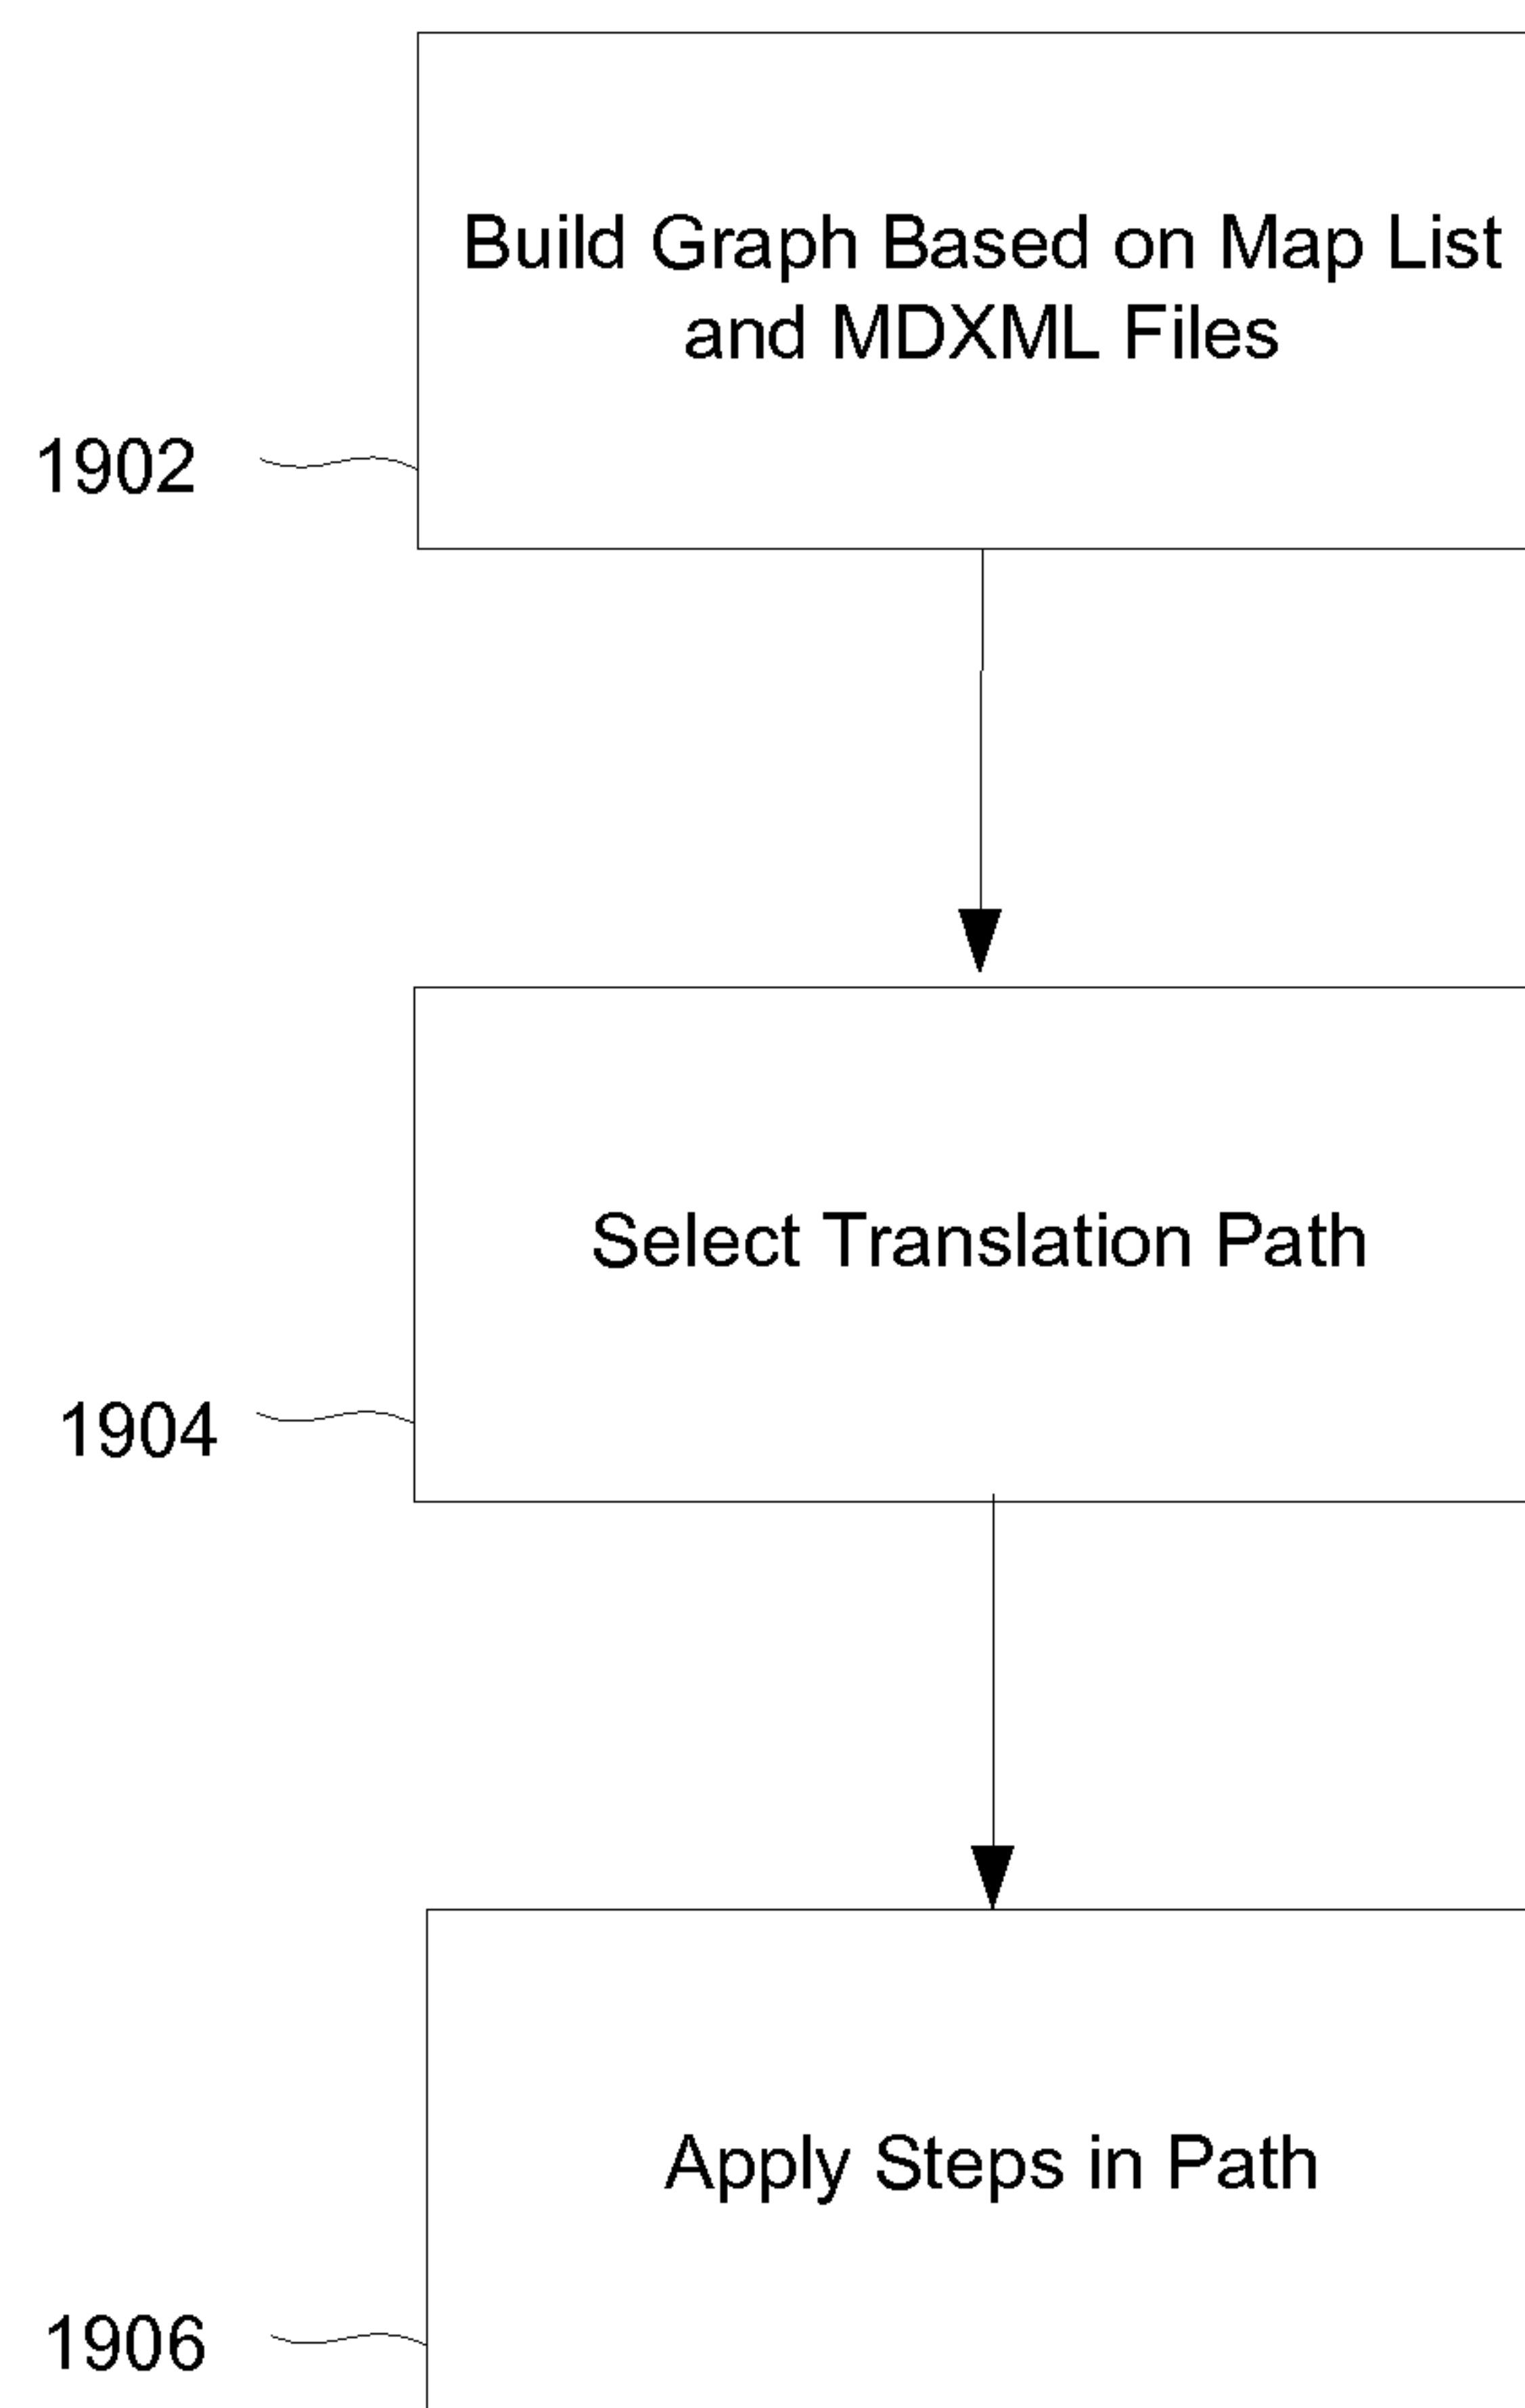 Build Graph Based on Map List
and MDXML Files
1902
Select Translation Path
1904
Apply Steps in Path
1906